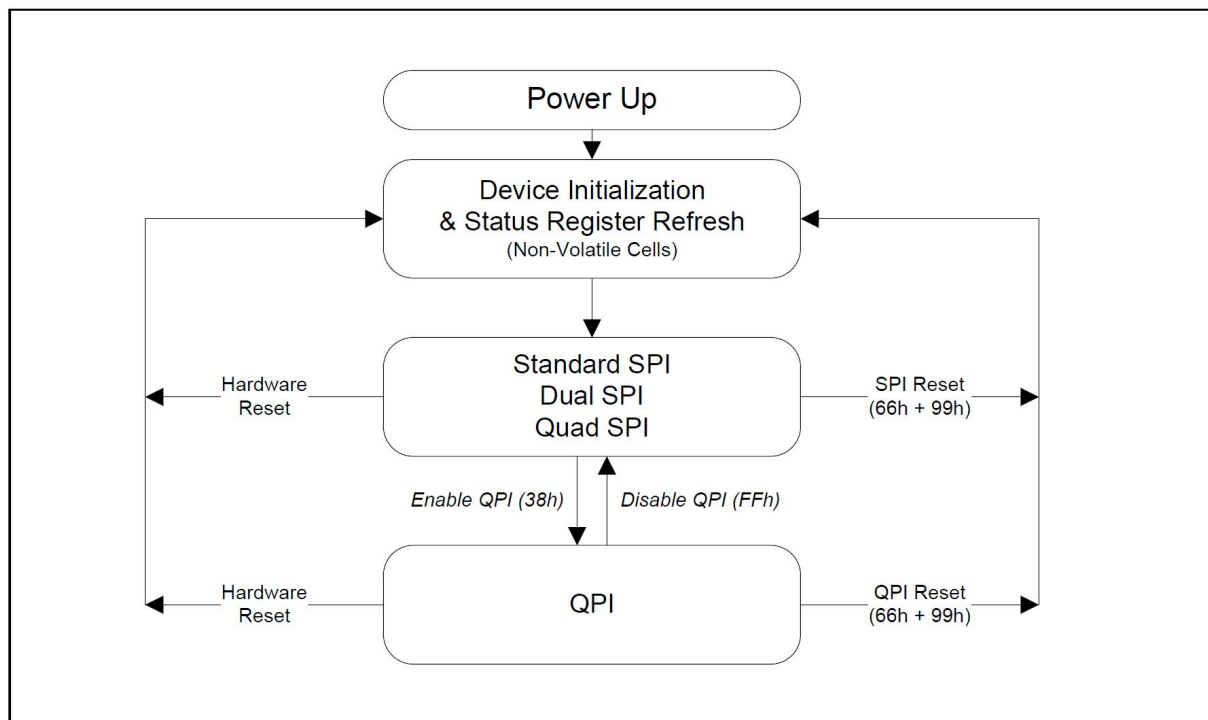 Power Up
Device Initialization
& Status Register Refresh
(Non-Volatile Cells)
Standard SPI
Dual SPI
Quad SPI
Hardware
Reset
SPI Reset
(66h + 99h)
Enable QPI (38h)
Disable QPI (FFh)
Hardware
Reset
QPI
QPI Reset
(66h + 99h)